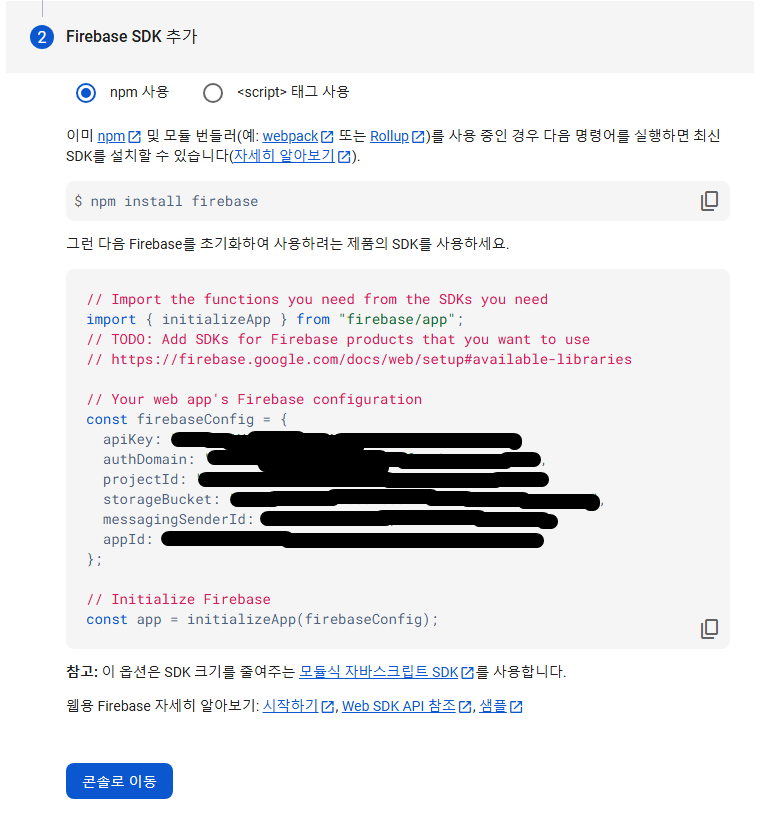 2 Firebase SDK 추가
npm 사용 <script> 태그 사용
이미 npm 및 모듈 번들러(예: webpack 또는 Rollup)를 사용 중인 경우 다음 명령어를 실행하면 최신
SDK를 설치할 수 있습니다(자세히 알아보기).
$ npm install firebase
그런 다음 Firebase를 초기화하여 사용하려는 제품의 SDK를 사용하세요.
// Import the functions you need from the SDKs you need
import { initializeApp } from "firebase/app";
// TODO: Add SDKs for Firebase products that you want to use
// https://firebase.google.com/docs/web/setup#available-libraries
// Your web app's Firebase configuration
const firebaseConfig = {
apiKey:
authDomain: ",
projectId: "
storageBucket: ,
messagingSenderId:
appId:
};
// Initialize Firebase
const app = initializeApp(firebaseConfig);
참고: 이 옵션은 SDK 크기를 줄여주는 모듈식 자바스크립트 SDK를 사용합니다.
웹용 Firebase 자세히 알아보기: 시작하기, Web SDK API 참조, 샘플
콘솔로 이동